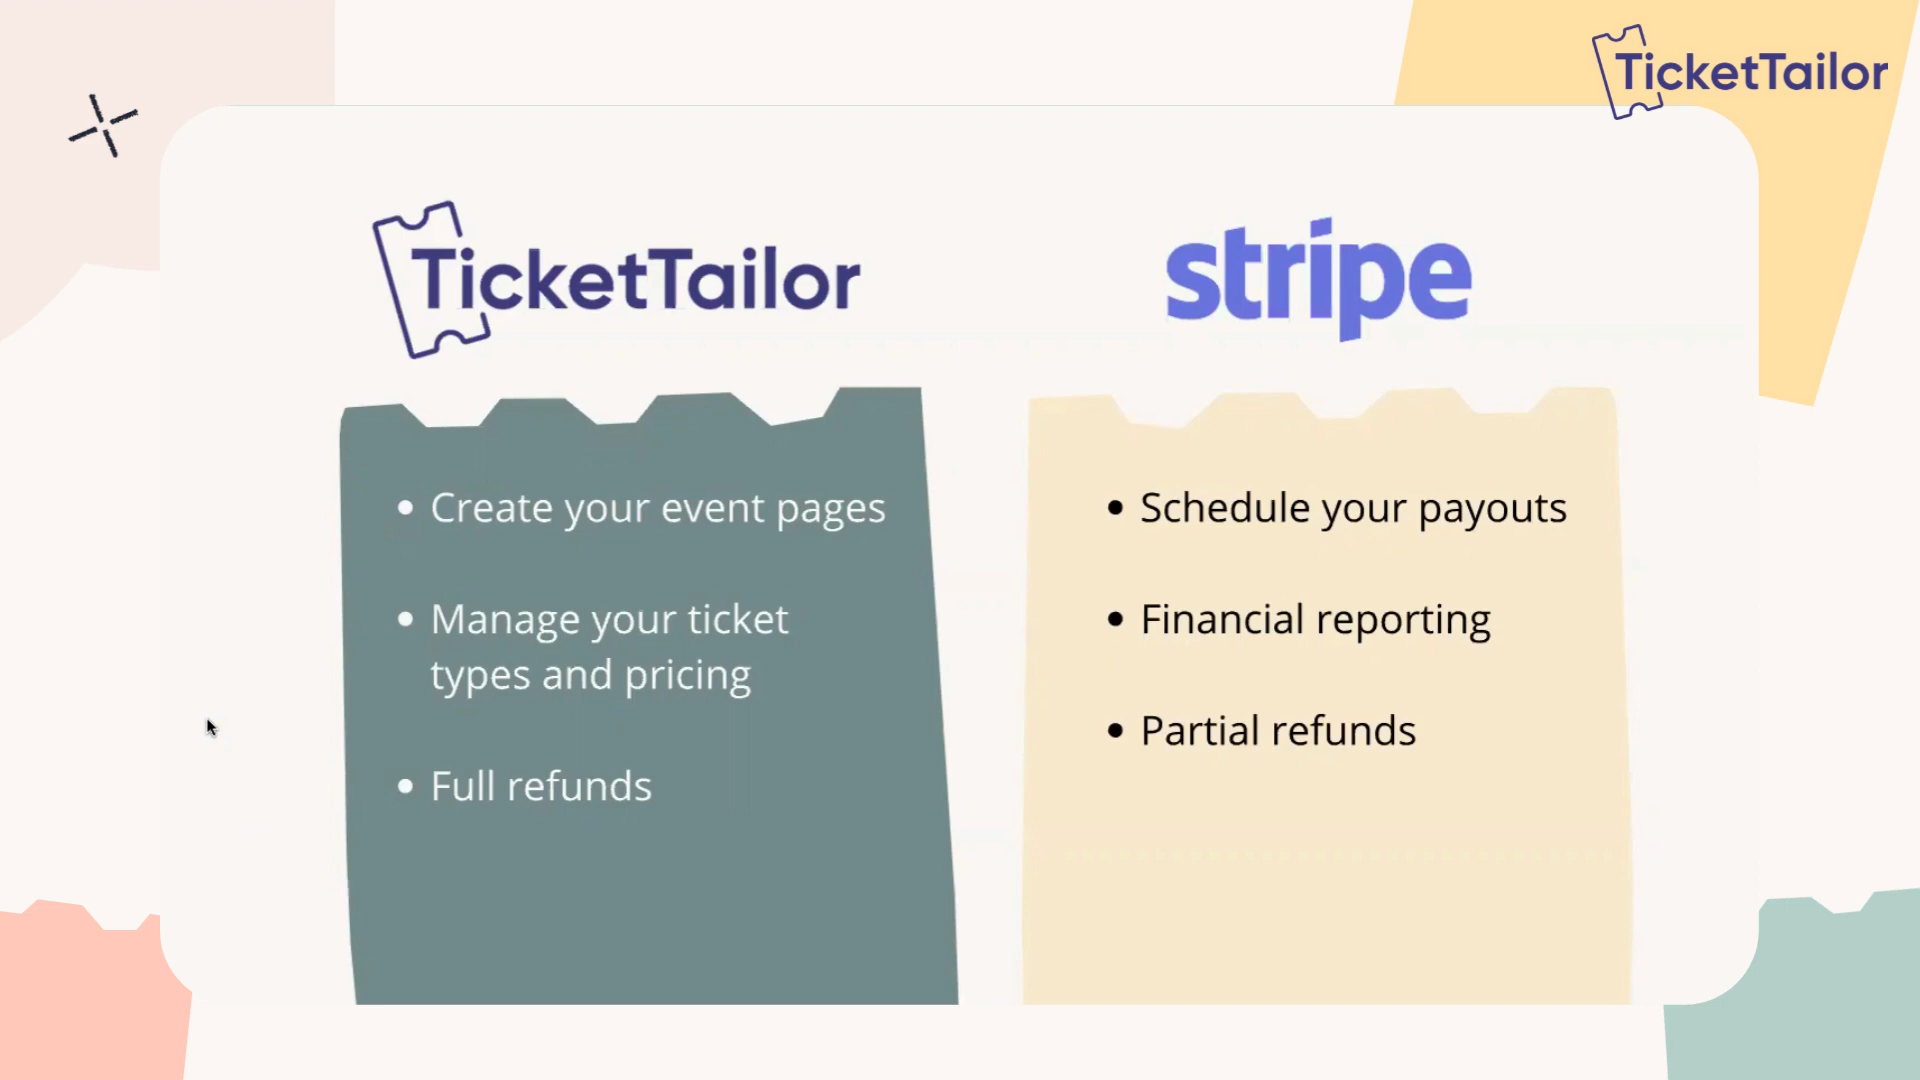 TicketTailor
TicketTailor
stripe
• Create your event pages
• Manage your ticket
types and pricing
• Full refunds
• Schedule your payouts
• Financial reporting
• Partial refunds